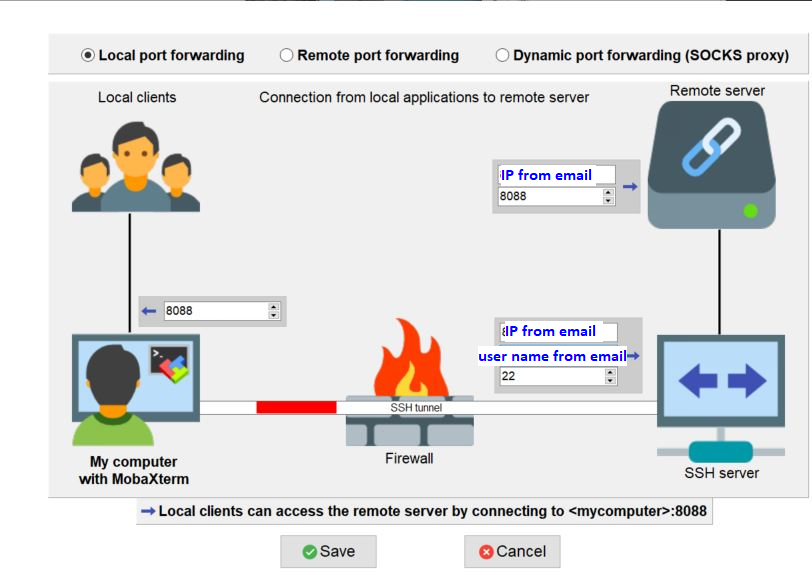 Local port forwarding
Remote port forwarding
Dynamic port forwarding (SOCKS proxy)
Local clients
Connection from local applications to remote server
Remote server
IP from email
8088
8088
IP from email
user name from email
22
>_
SSH tunnel
Firewall
My computer
with MobaXterm
SSH server
Local clients can access the remote server by connecting to <mycomputer>:8088
Save
Cancel